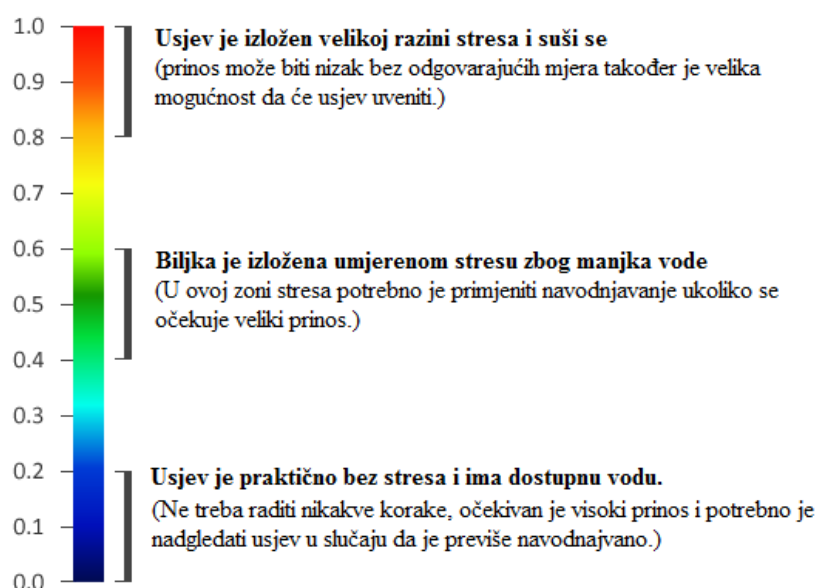 1.0
Usjev je izložen velikoj razini stresa i suši se
(prinos može biti nizak bez odgovarajućih mjera također je velika
0.9
mogućnost da će usjev uveniti.)
0.8
0.7
0.6
Biljka je izložena umjerenom stresu zbog manjka vode
(U ovoj zoni stresa potrebno je primjeniti navodnjavanje ukoliko se
0.5
očekuje veliki prinos.)
0.4
0.3
0.2
Usjev je praktično bez stresa i ima dostupnu vodu.
(Ne treba raditi nikakve korake, očekivan je visoki prinos i potrebno je
0.1
nadgledati usjev u slučaju da je previše navodnajvano.)
0.0